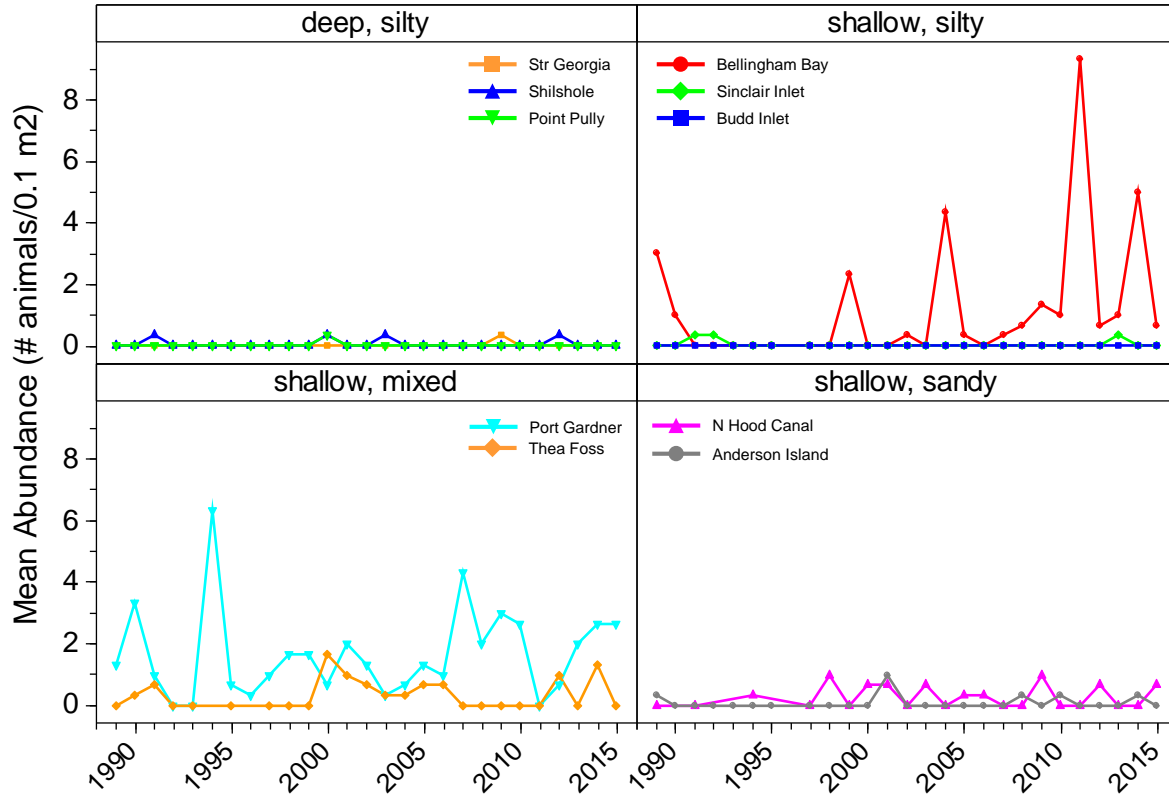 deep, silty
shallow, silty
Str Georgia
Shilshole
Point Pully
Bellingham Bay
Sinclair Inlet
Budd Inlet
8
6
4
2
0
shallow, mixed
shallow, sandy
Port Gardner
Thea Foss
N Hood Canal
Anderson Island
8
6
4
2
0
Mean Abundance (# animals/0.1 m2)
1990 1995 2000 2005 2010 2015
1990 1995 2000 2005 2010 2015